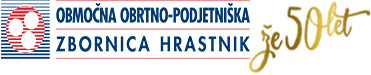 OBMOČNA OBRTNO-PODJETNIŠKA
ZBORNICA HRASTNIK
že 50 let